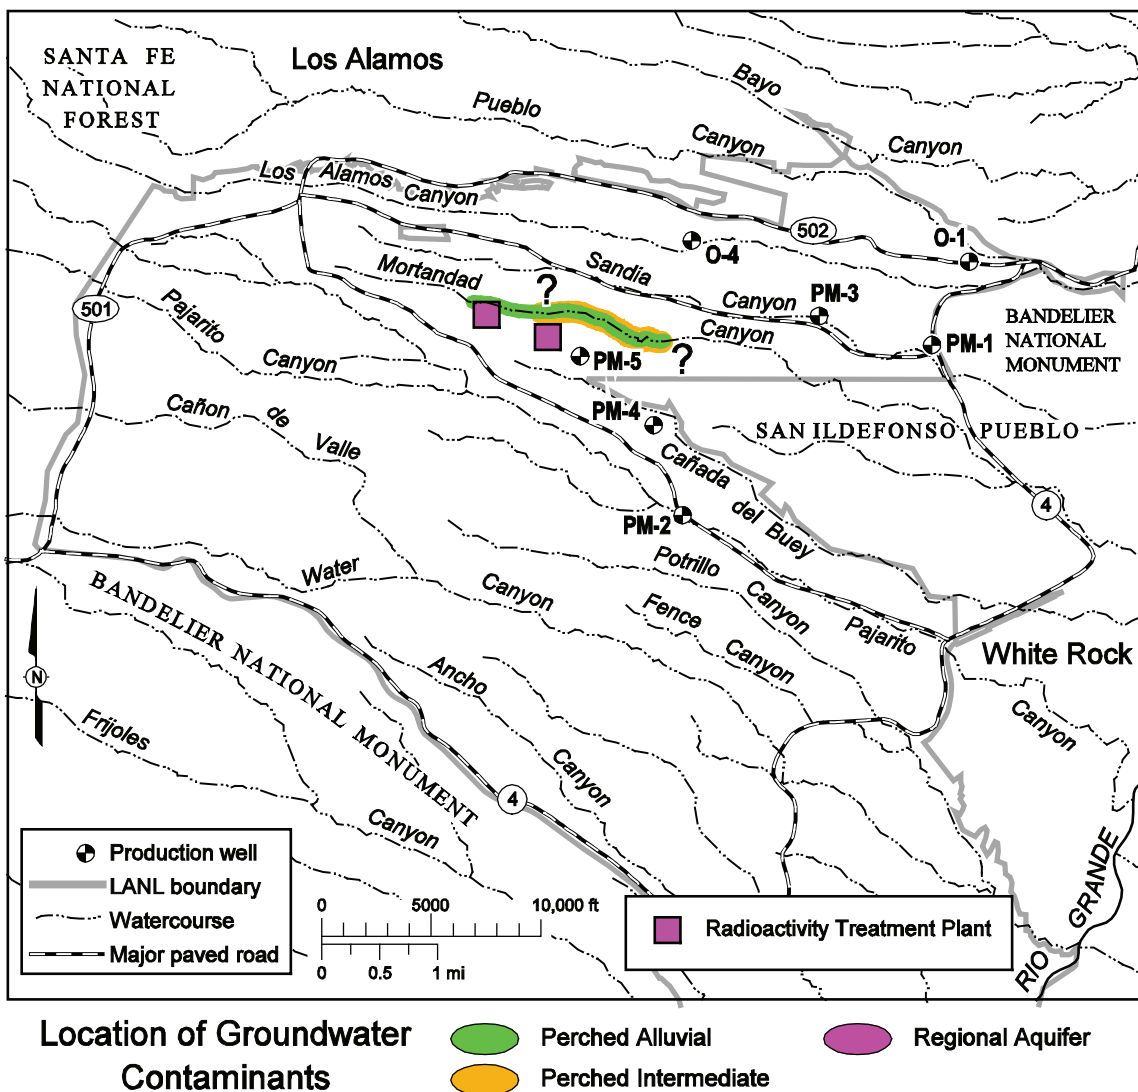 SANTA FE
NATIONAL
FOREST
Los Alamos
Bayo
Pueblo
Canyon
Canyon
Los Alamos Canyon
502
O-1
O-4
Mortandad
Sandia
Canyon
PM-3
?
501
Pajarito
Canyon
Canyon
PM-1
BANDELIER
NATIONAL
MONUMENT
?
PM-5
Cañon de Valle
PM-4
SAN ILDEFONSO PUEBLO
Cañada del Buey
4
PM-2
Water
Canyon
Potrillo
Canyon
Fence
Canyon
Pajarito
White Rock
Canyon
BANDELIER NATIONAL MONUMENT
N
Ancho
Canyon
Frijoles
Canyon
4
RIO GRANDE
Production well
LANL boundary
Watercourse
Major paved road
0 5000 10,000 ft
0 0.5 1 mi
Radioactivity Treatment Plant
Location of Groundwater
Contaminants
Perched Alluvial
Perched Intermediate
Regional Aquifer